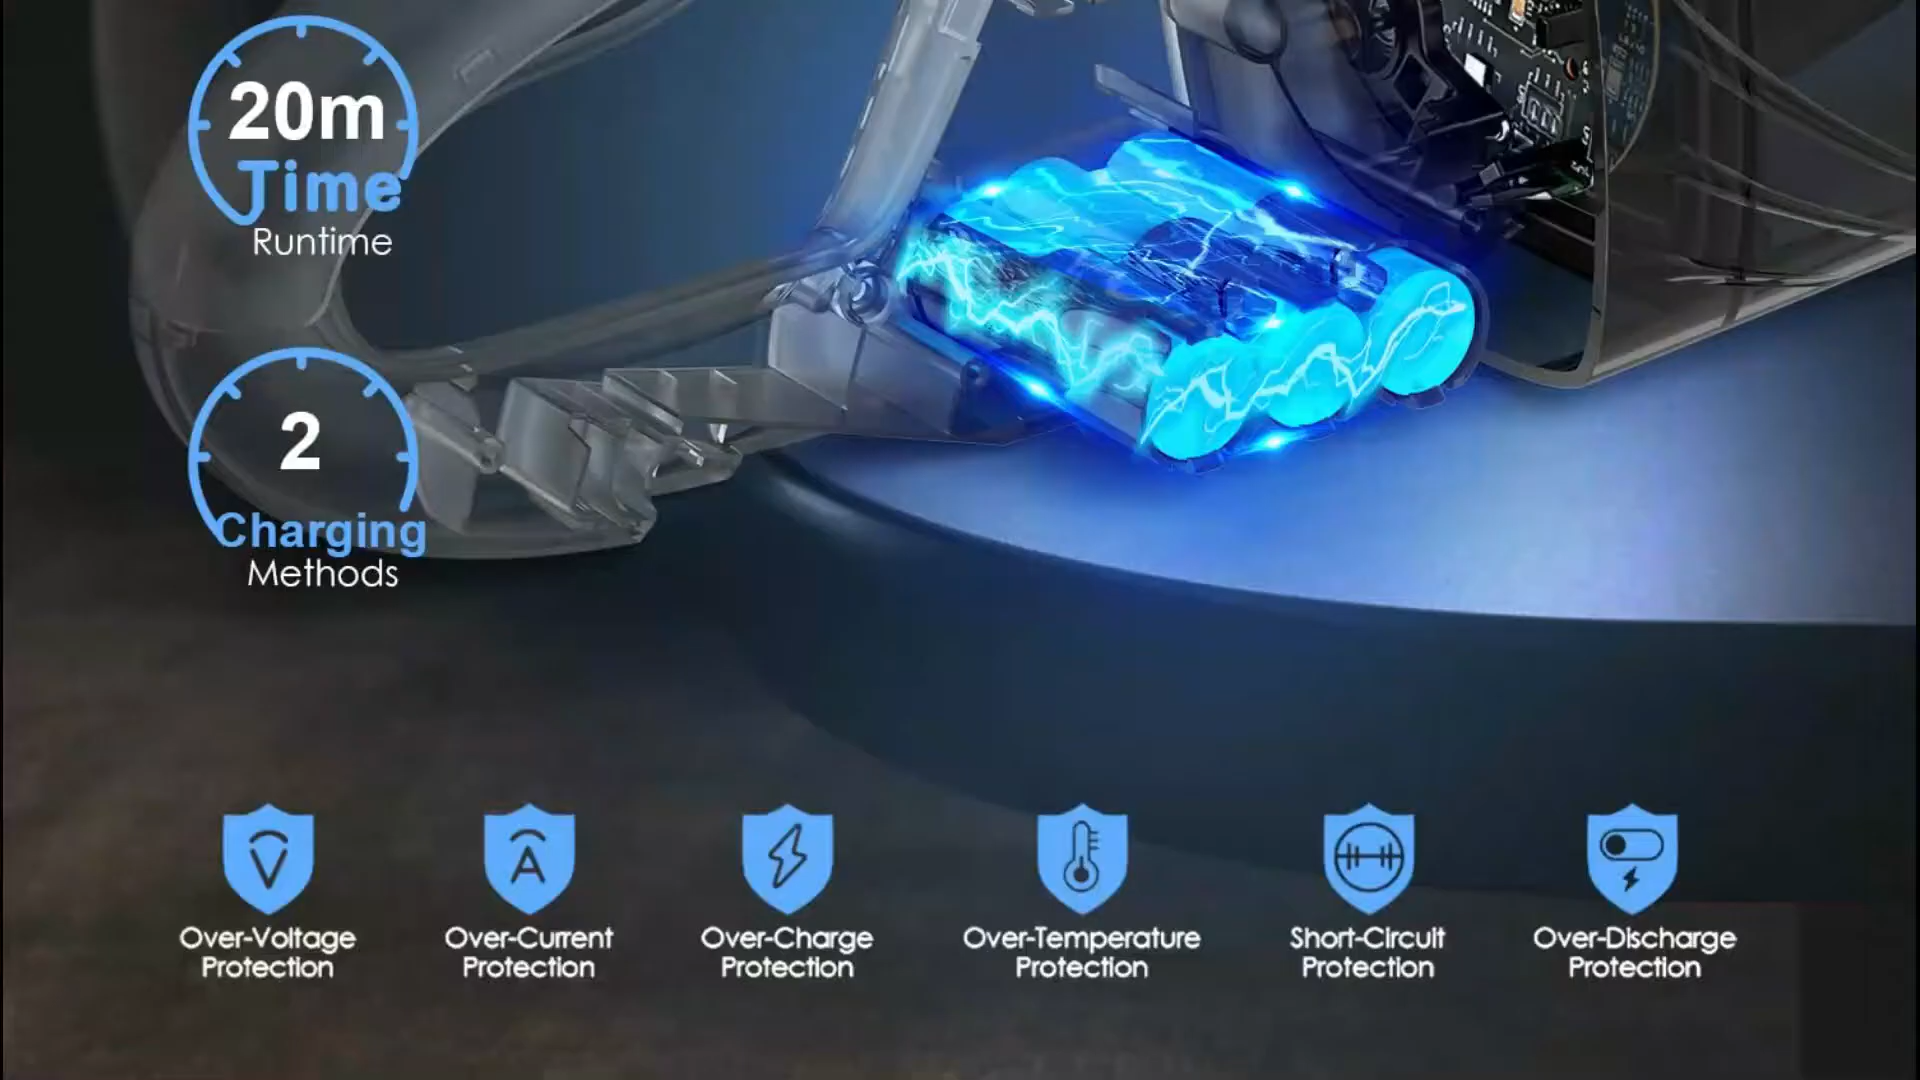 20m
Time
Runtime
2
Charging
Methods
Over-Voltage
Protection
Over-Current
Protection
Over-Charge
Protection
Over-Temperature
Protection
Short-Circuit
Protection
Over-Discharge
Protection